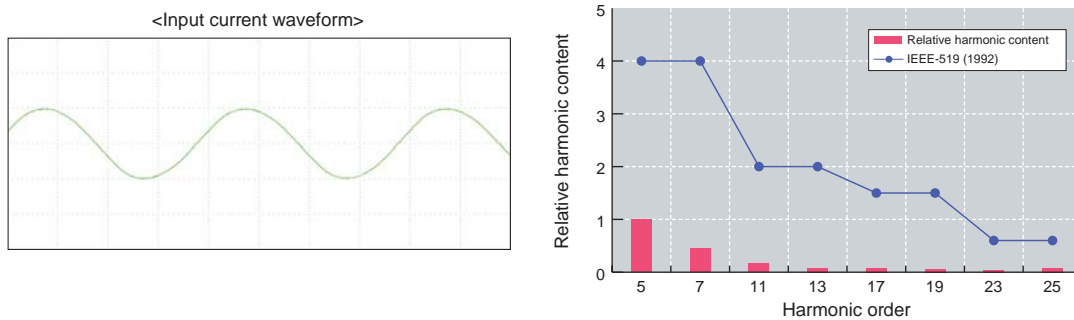 <Input current waveform>
5
4
3
2
1
0
Relative harmonic content
Relative harmonic content
IEEE-519 (1992)
5 7 11 13 17 19 23 25
Harmonic order